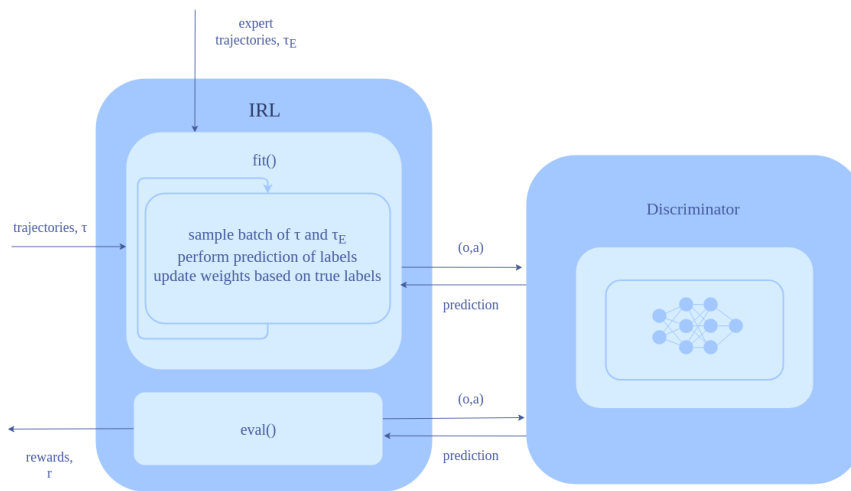 expert
trajectories, τE
IRL
fit()
trajectories, τ
sample batch of τ and τE
perform prediction of labels
update weights based on true labels
(o,a)
prediction
Discriminator
eval()
(o,a)
prediction
rewards,
r